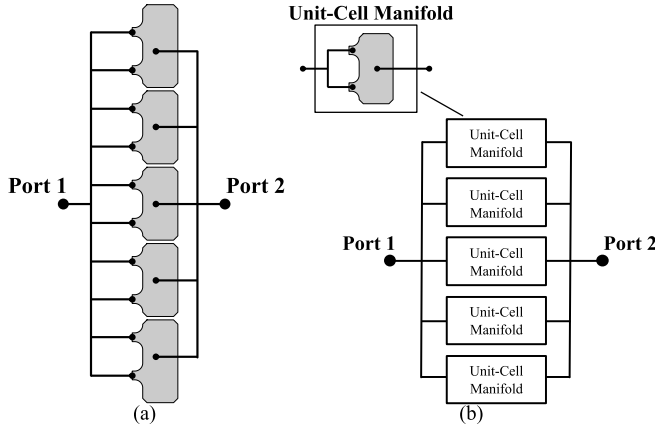 Unit-Cell Manifold
Port 1
Port 2
(a)
Unit-Cell
Manifold
Unit-Cell
Manifold
Port 1
Unit-Cell
Manifold
Port 2
Unit-Cell
Manifold
Unit-Cell
Manifold
(b)